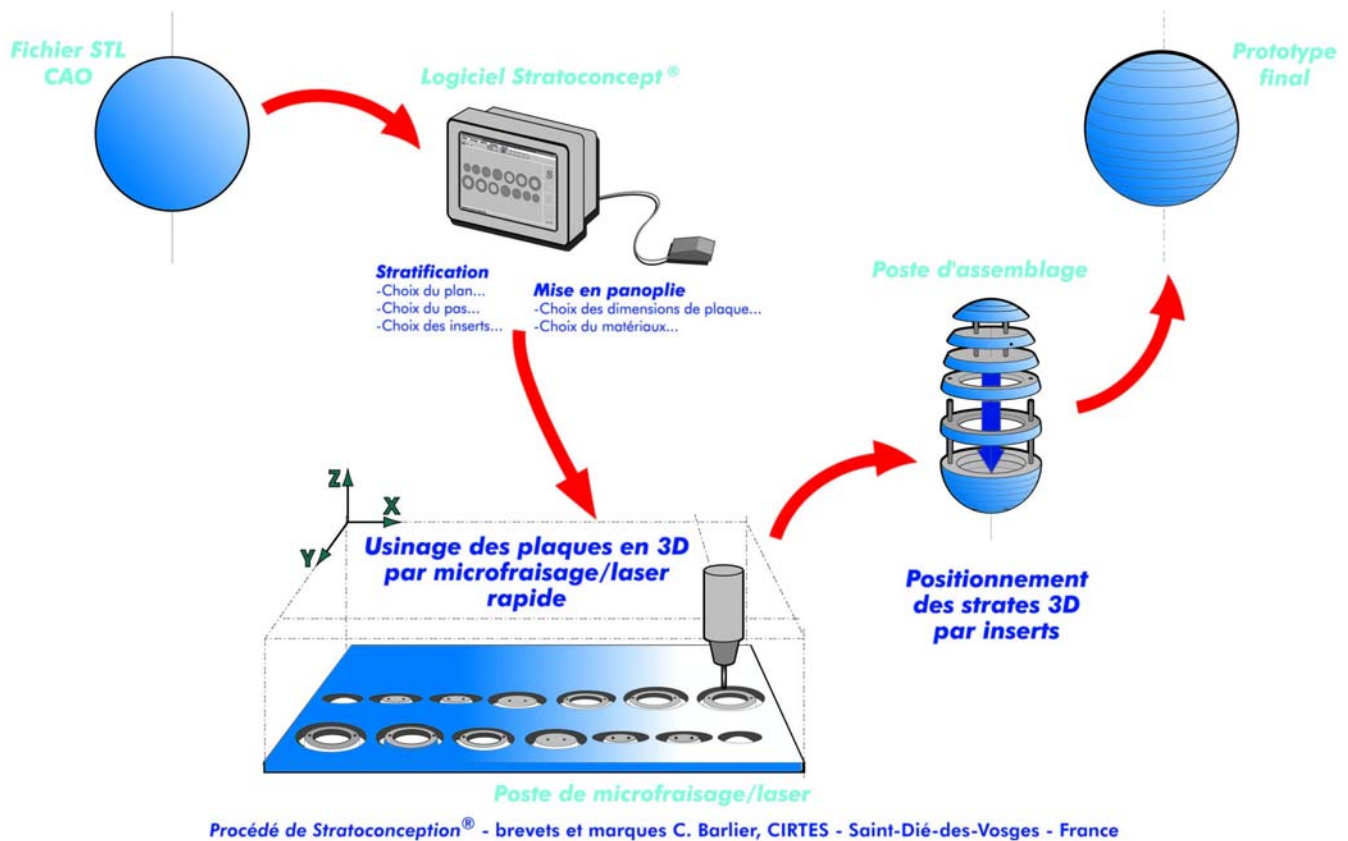 Fichier STL
CAO
Logiciel Stratoconcept ®
Prototype
final
Stratification
-Choix du plan...
-Choix du pas...
-Choix des inserts...
Mise en panoplie
-Choix des dimensions de plaque...
-Choix du matériaux...
Poste d'assemblage
Z
X
Y
Usinage des plaques en 3D
par microfraisage/laser
rapide
Positionnement
des strates 3D
par inserts
Poste de microfraisage/laser
Procédé de Stratoconception® - brevets et marques C. Barlier, CIRTES - Saint-Dié-des-Vosges - France